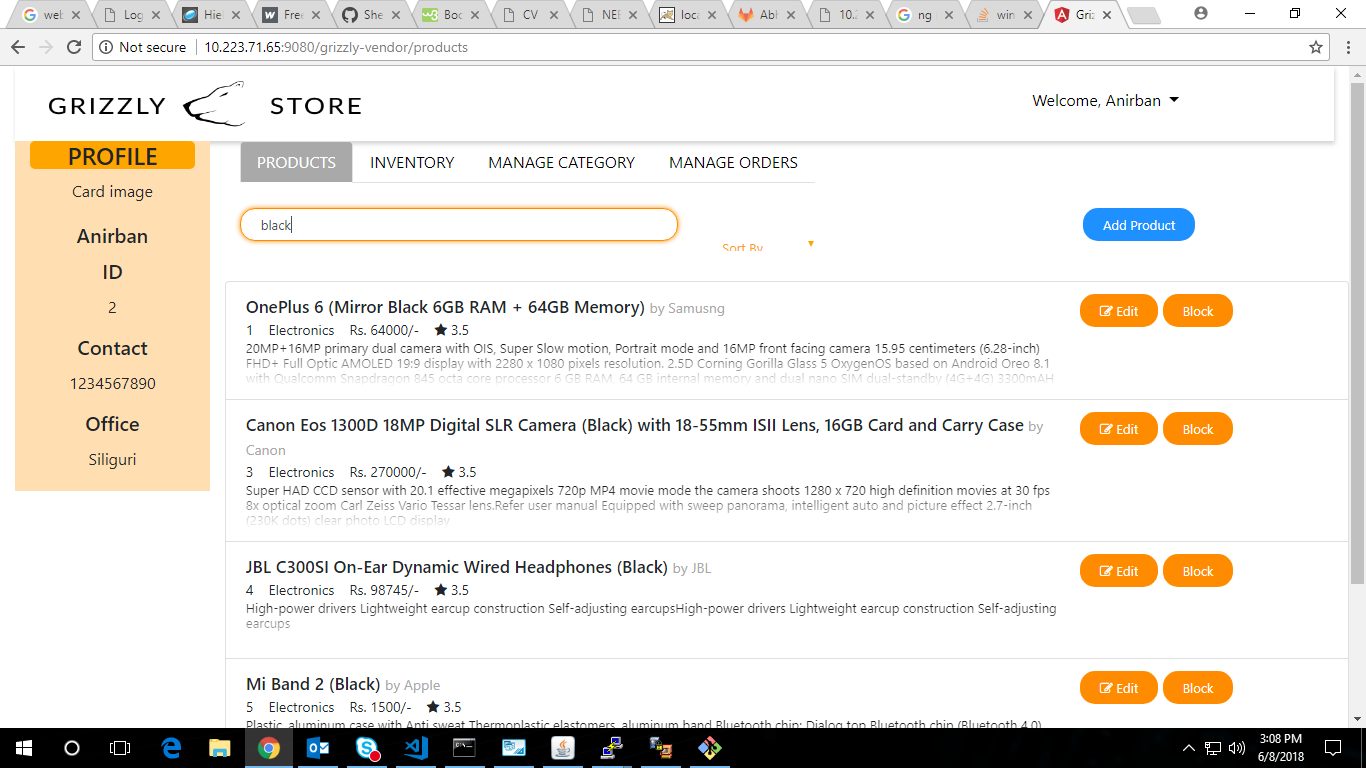 web
Log
Hie
Free
She
Boo
CV
NEE
loca
Abh
10.2
ng
win
Griz
Not secure 10.223.71.65:9080/grizzly-vendor/products
GRIZZLY STORE
Welcome, Anirban
PROFILE
Card image
Anirban
ID
2
Contact
1234567890
Office
Siliguri
PRODUCTS INVENTORY MANAGE CATEGORY MANAGE ORDERS
black
Sort By
Add Product
OnePlus 6 (Mirror Black 6GB RAM + 64GB Memory) by Samusng
1 Electronics Rs. 64000/- 3.5
20MP+16MP primary dual camera with OIS, Super Slow motion, Portrait mode and 16MP front facing camera 15.95 centimeters (6.28-inch)
FHD+ Full Optic AMOLED 19:9 display with 2280 x 1080 pixels resolution. 2.5D Corning Gorilla Glass 5 OxygenOS based on Android Oreo 8.1
with Qualcomm Snapdragon 845 octa core processor 6 GB RAM, 64 GB internal memory and dual nano SIM dual-standby (4G+4G) 3300mAH
Edit Block
Canon Eos 1300D 18MP Digital SLR Camera (Black) with 18-55mm ISII Lens, 16GB Card and Carry Case by
Canon
3 Electronics Rs. 270000/- 3.5
Super HAD CCD sensor with 20.1 effective megapixels 720p MP4 movie mode the camera shoots 1280 x 720 high definition movies at 30 fps
8x optical zoom Carl Zeiss Vario Tessar lens.Refer user manual Equipped with sweep panorama, intelligent auto and picture effect 2.7-inch
(230K dots) clear photo LCD display
Edit Block
JBL C300SI On-Ear Dynamic Wired Headphones (Black) by JBL
4 Electronics Rs. 98745/- 3.5
High-power drivers Lightweight earcup construction Self-adjusting earcupsHigh-power drivers Lightweight earcup construction Self-adjusting
earcups
Edit Block
Mi Band 2 (Black) by Apple
5 Electronics Rs. 1500/- 3.5
Plastic, aluminum case with Anti sweat Thermoplastic elastomers, aluminum band Bluetooth chip: Dialog top Bluetooth chip (Bluetooth 4.0)
Edit Block
3:08 PM
6/8/2018